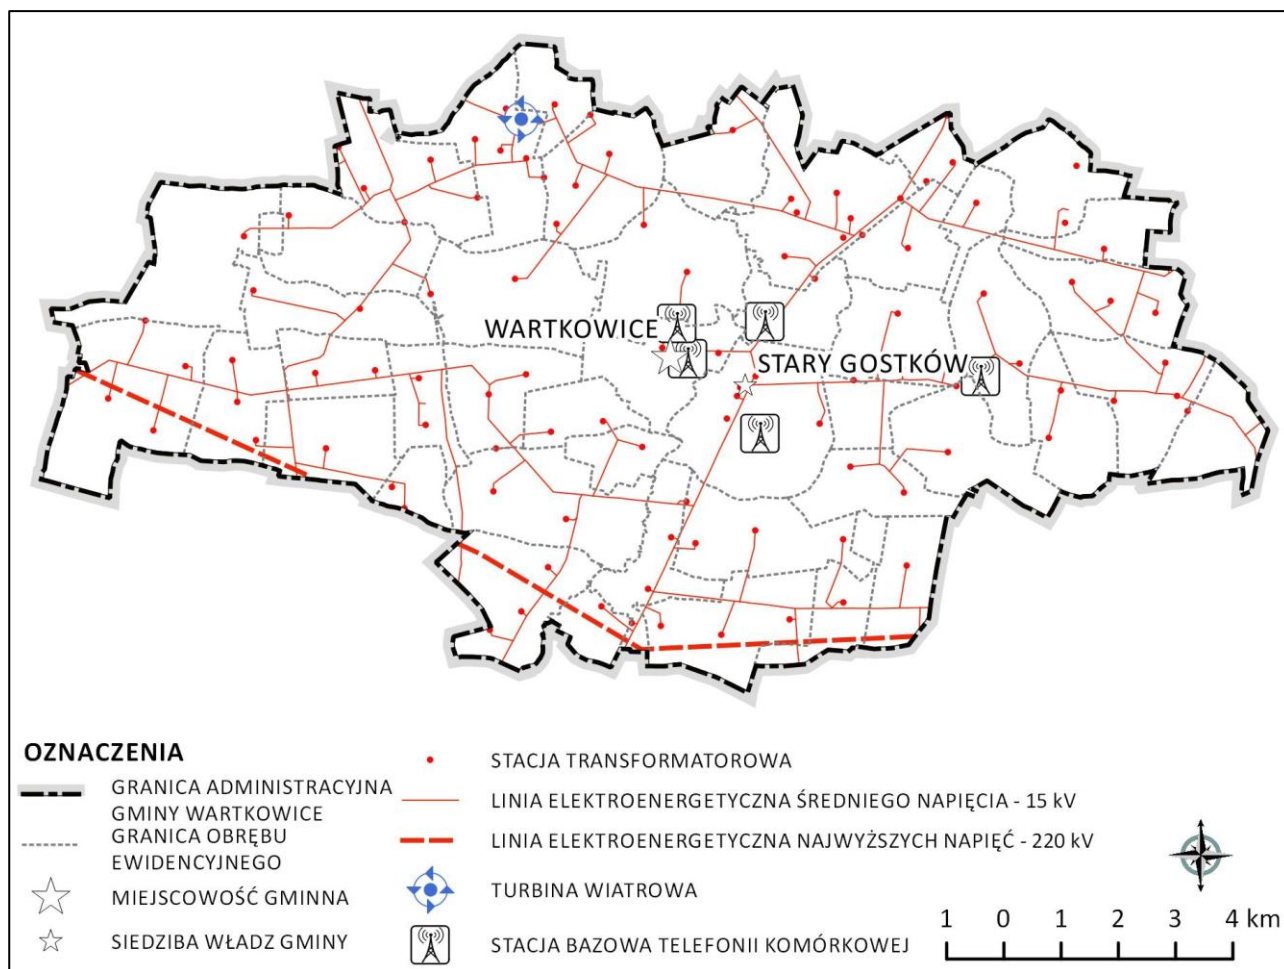 WARTKOWICE
STARY GOSTKÓW
OZNACZENIA
GRANICA ADMINISTRACYJNA
GMINY WARTKOWICE
GRANICA OBRĘBU
EWIDENCYJNEGO
MIEJSCOWOŚĆ GMINNA
SIEDZIBA WŁADZ GMINY
STACJA TRANSFORMATOROWA
LINIA ELEKTROENERGETYCZNA ŚREDNIEGO NAPIĘCIA - 15 kV
LINIA ELEKTROENERGETYCZNA NAJWYŻSZYCH NAPIĘĆ - 220 kV
TURBINA WIATROWA
STACJA BAZOWA TELEFONII KOMÓRKOWEJ
1 0 1 2 3 4 km